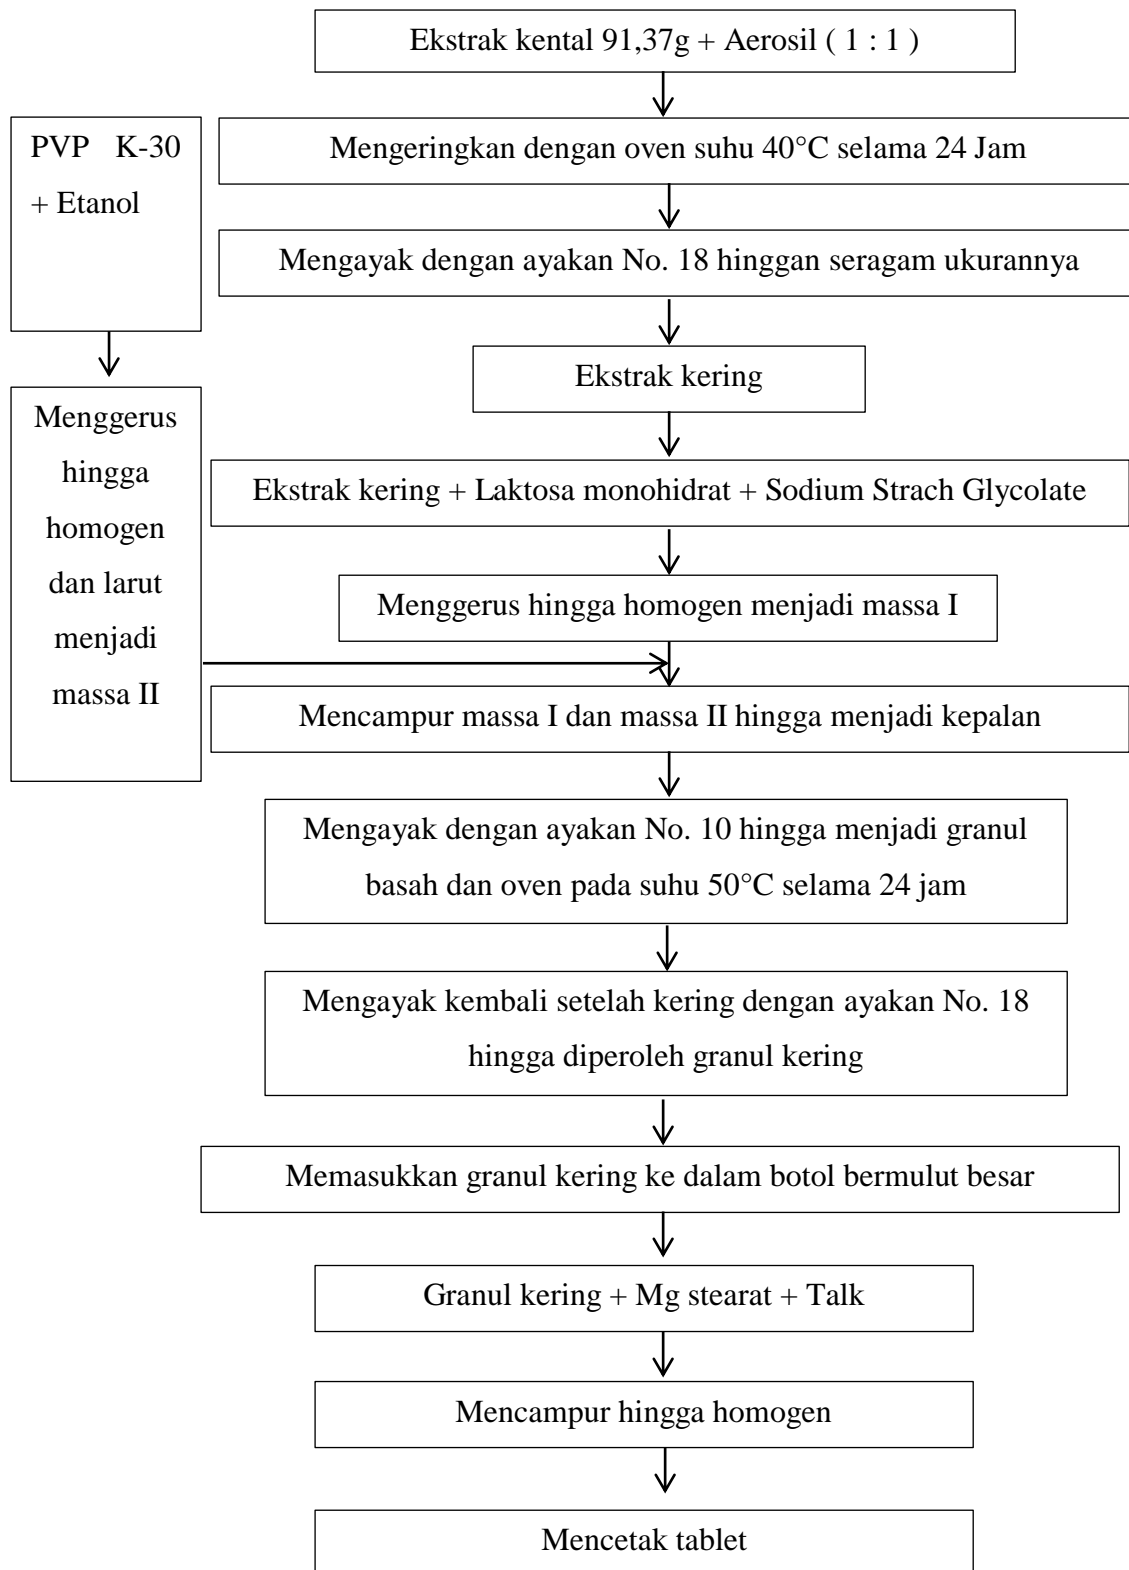 Ekstrak kental 91,37g + Aerosil ( 1 : 1 )
Mengeringkan dengan oven suhu 40°C selama 24 Jam
Mengayak dengan ayakan No. 18 hinggan seragam ukurannya
Ekstrak kering
Ekstrak kering + Laktosa monohidrat + Sodium Strach Glycolate
Menggerus hingga homogen menjadi massa I
PVP K-30
+ Etanol
Menggerus
hingga
homogen
dan larut
menjadi
massa II
Mencampur massa I dan massa II hingga menjadi kepalan
Mengayak dengan ayakan No. 10 hingga menjadi granul
basah dan oven pada suhu 50°C selama 24 jam
Mengayak kembali setelah kering dengan ayakan No. 18
hingga diperoleh granul kering
Memasukkan granul kering ke dalam botol bermulut besar
Granul kering + Mg stearat + Talk
Mencampur hingga homogen
Mencetak tablet